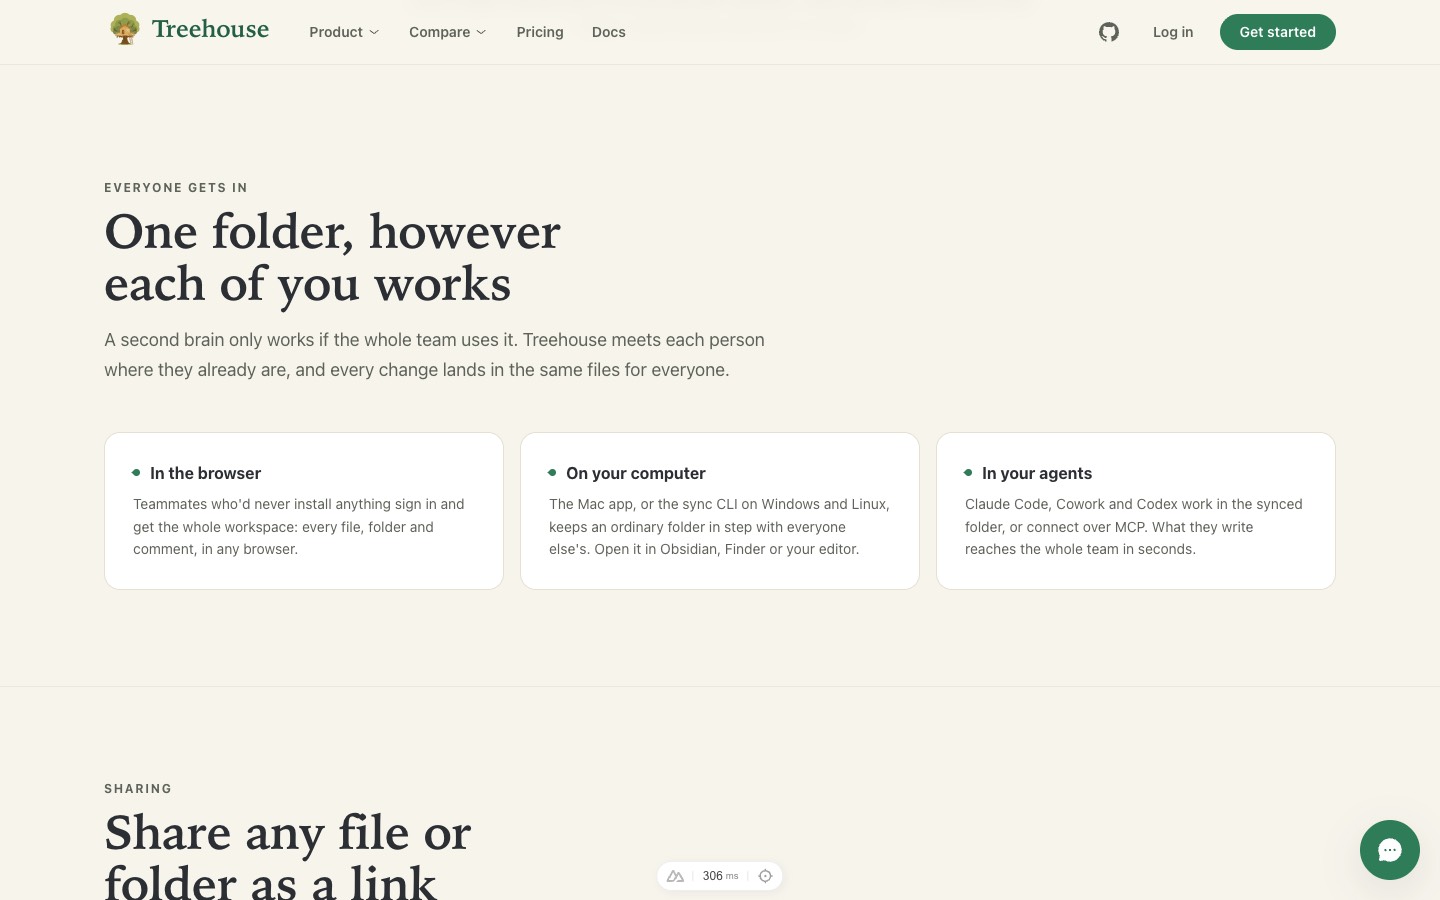 Treehouse
Product
Compare
Pricing
Docs
Log in
Get started
EVERYONE GETS IN
One folder, however
each of you works
A second brain only works if the whole team uses it. Treehouse meets each person
where they already are, and every change lands in the same files for everyone.
In the browser
Teammates who'd never install anything sign in and
get the whole workspace: every file, folder and
comment, in any browser.
On your computer
The Mac app, or the sync CLI on Windows and Linux,
keeps an ordinary folder in step with everyone
else's. Open it in Obsidian, Finder or your editor.
In your agents
Claude Code, Cowork and Codex work in the synced
folder, or connect over MCP. What they write
reaches the whole team in seconds.
SHARING
Share any file or
folder as a link
306 ms